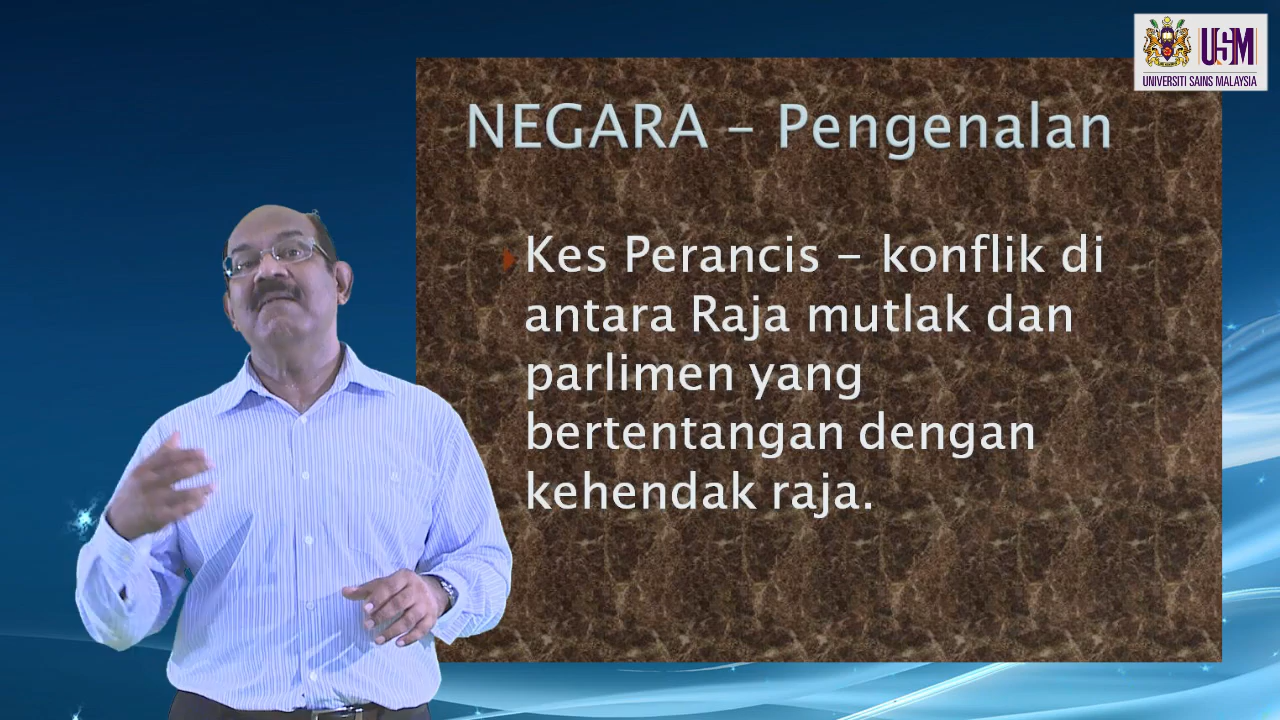 USM
UNIVERSITI SAINS MALAYSIA
NEGARA – Pengenalan
Kes Perancis – konflik di
antara Raja mutlak dan
parlimen yang
bertentangan dengan
kehendak raja.